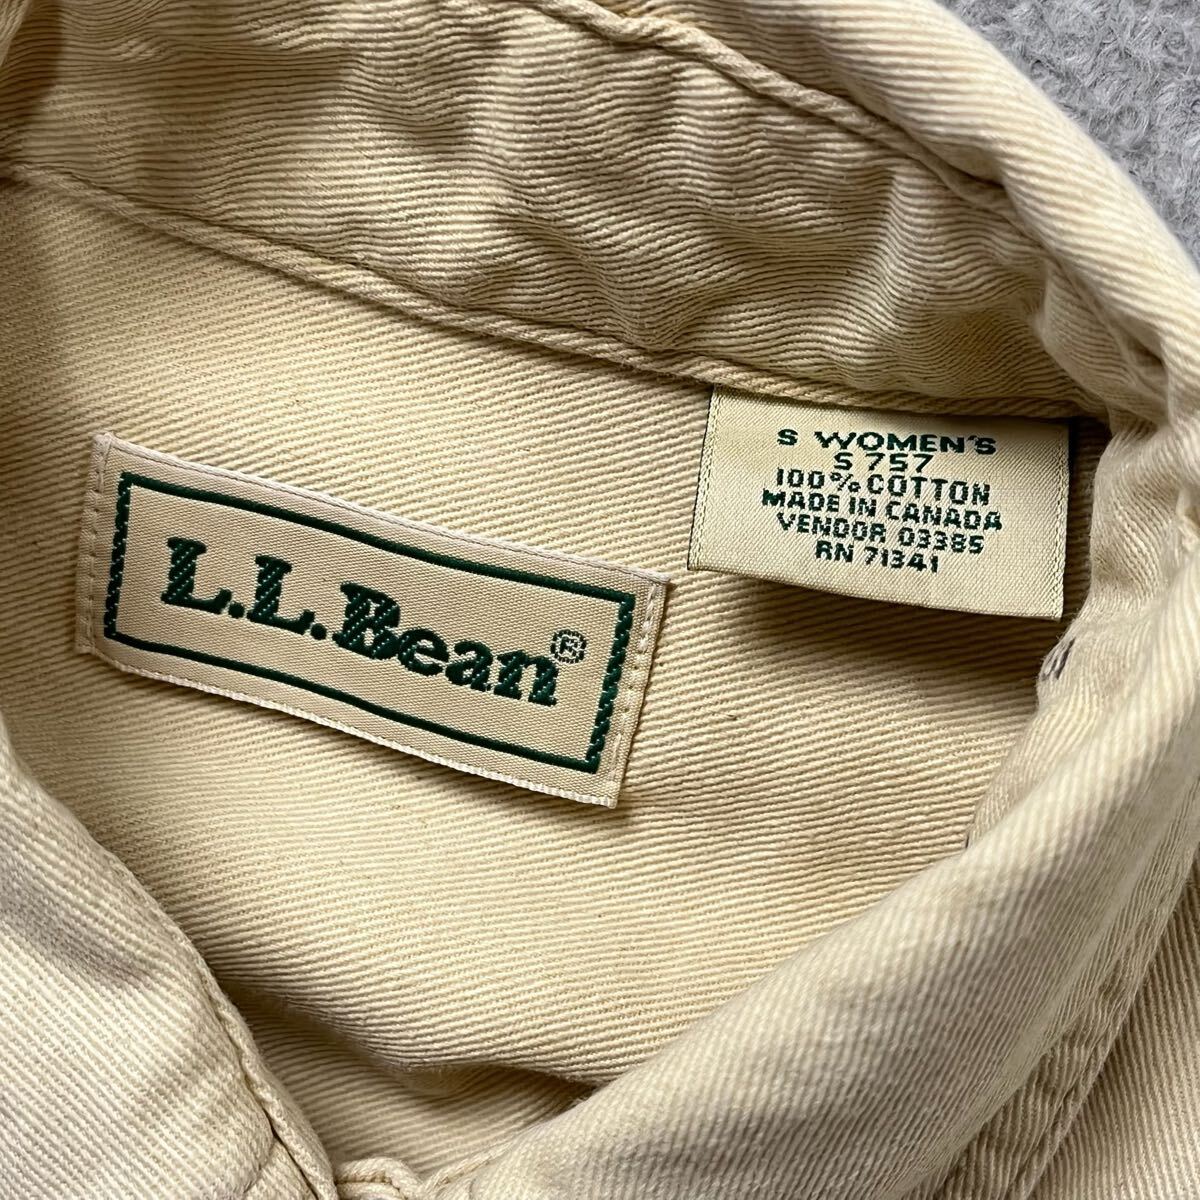 L.L.Bean®
S WOMEN'S
S 757
100% COTTON
MADE IN CANADA
VENDOR 03385
RN 71341